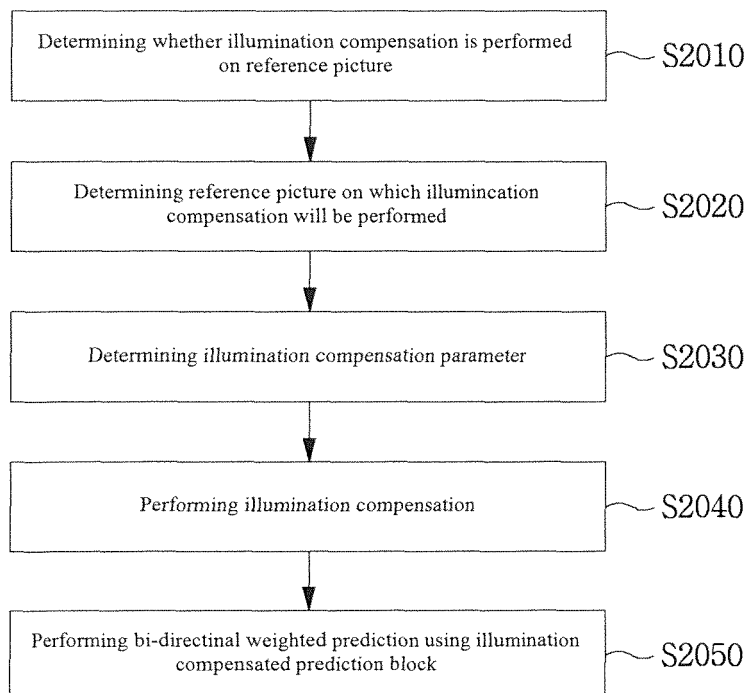 Determining whether illumination compensation is performed
on reference picture
S2010
Determining reference picture on which illumincation
compensation will be performed
S2020
Determining illumination compensation parameter
S2030
Performing illumination compensation
S2040
Performing bi-directinal weighted prediction using illumination
compensated prediction block
S2050